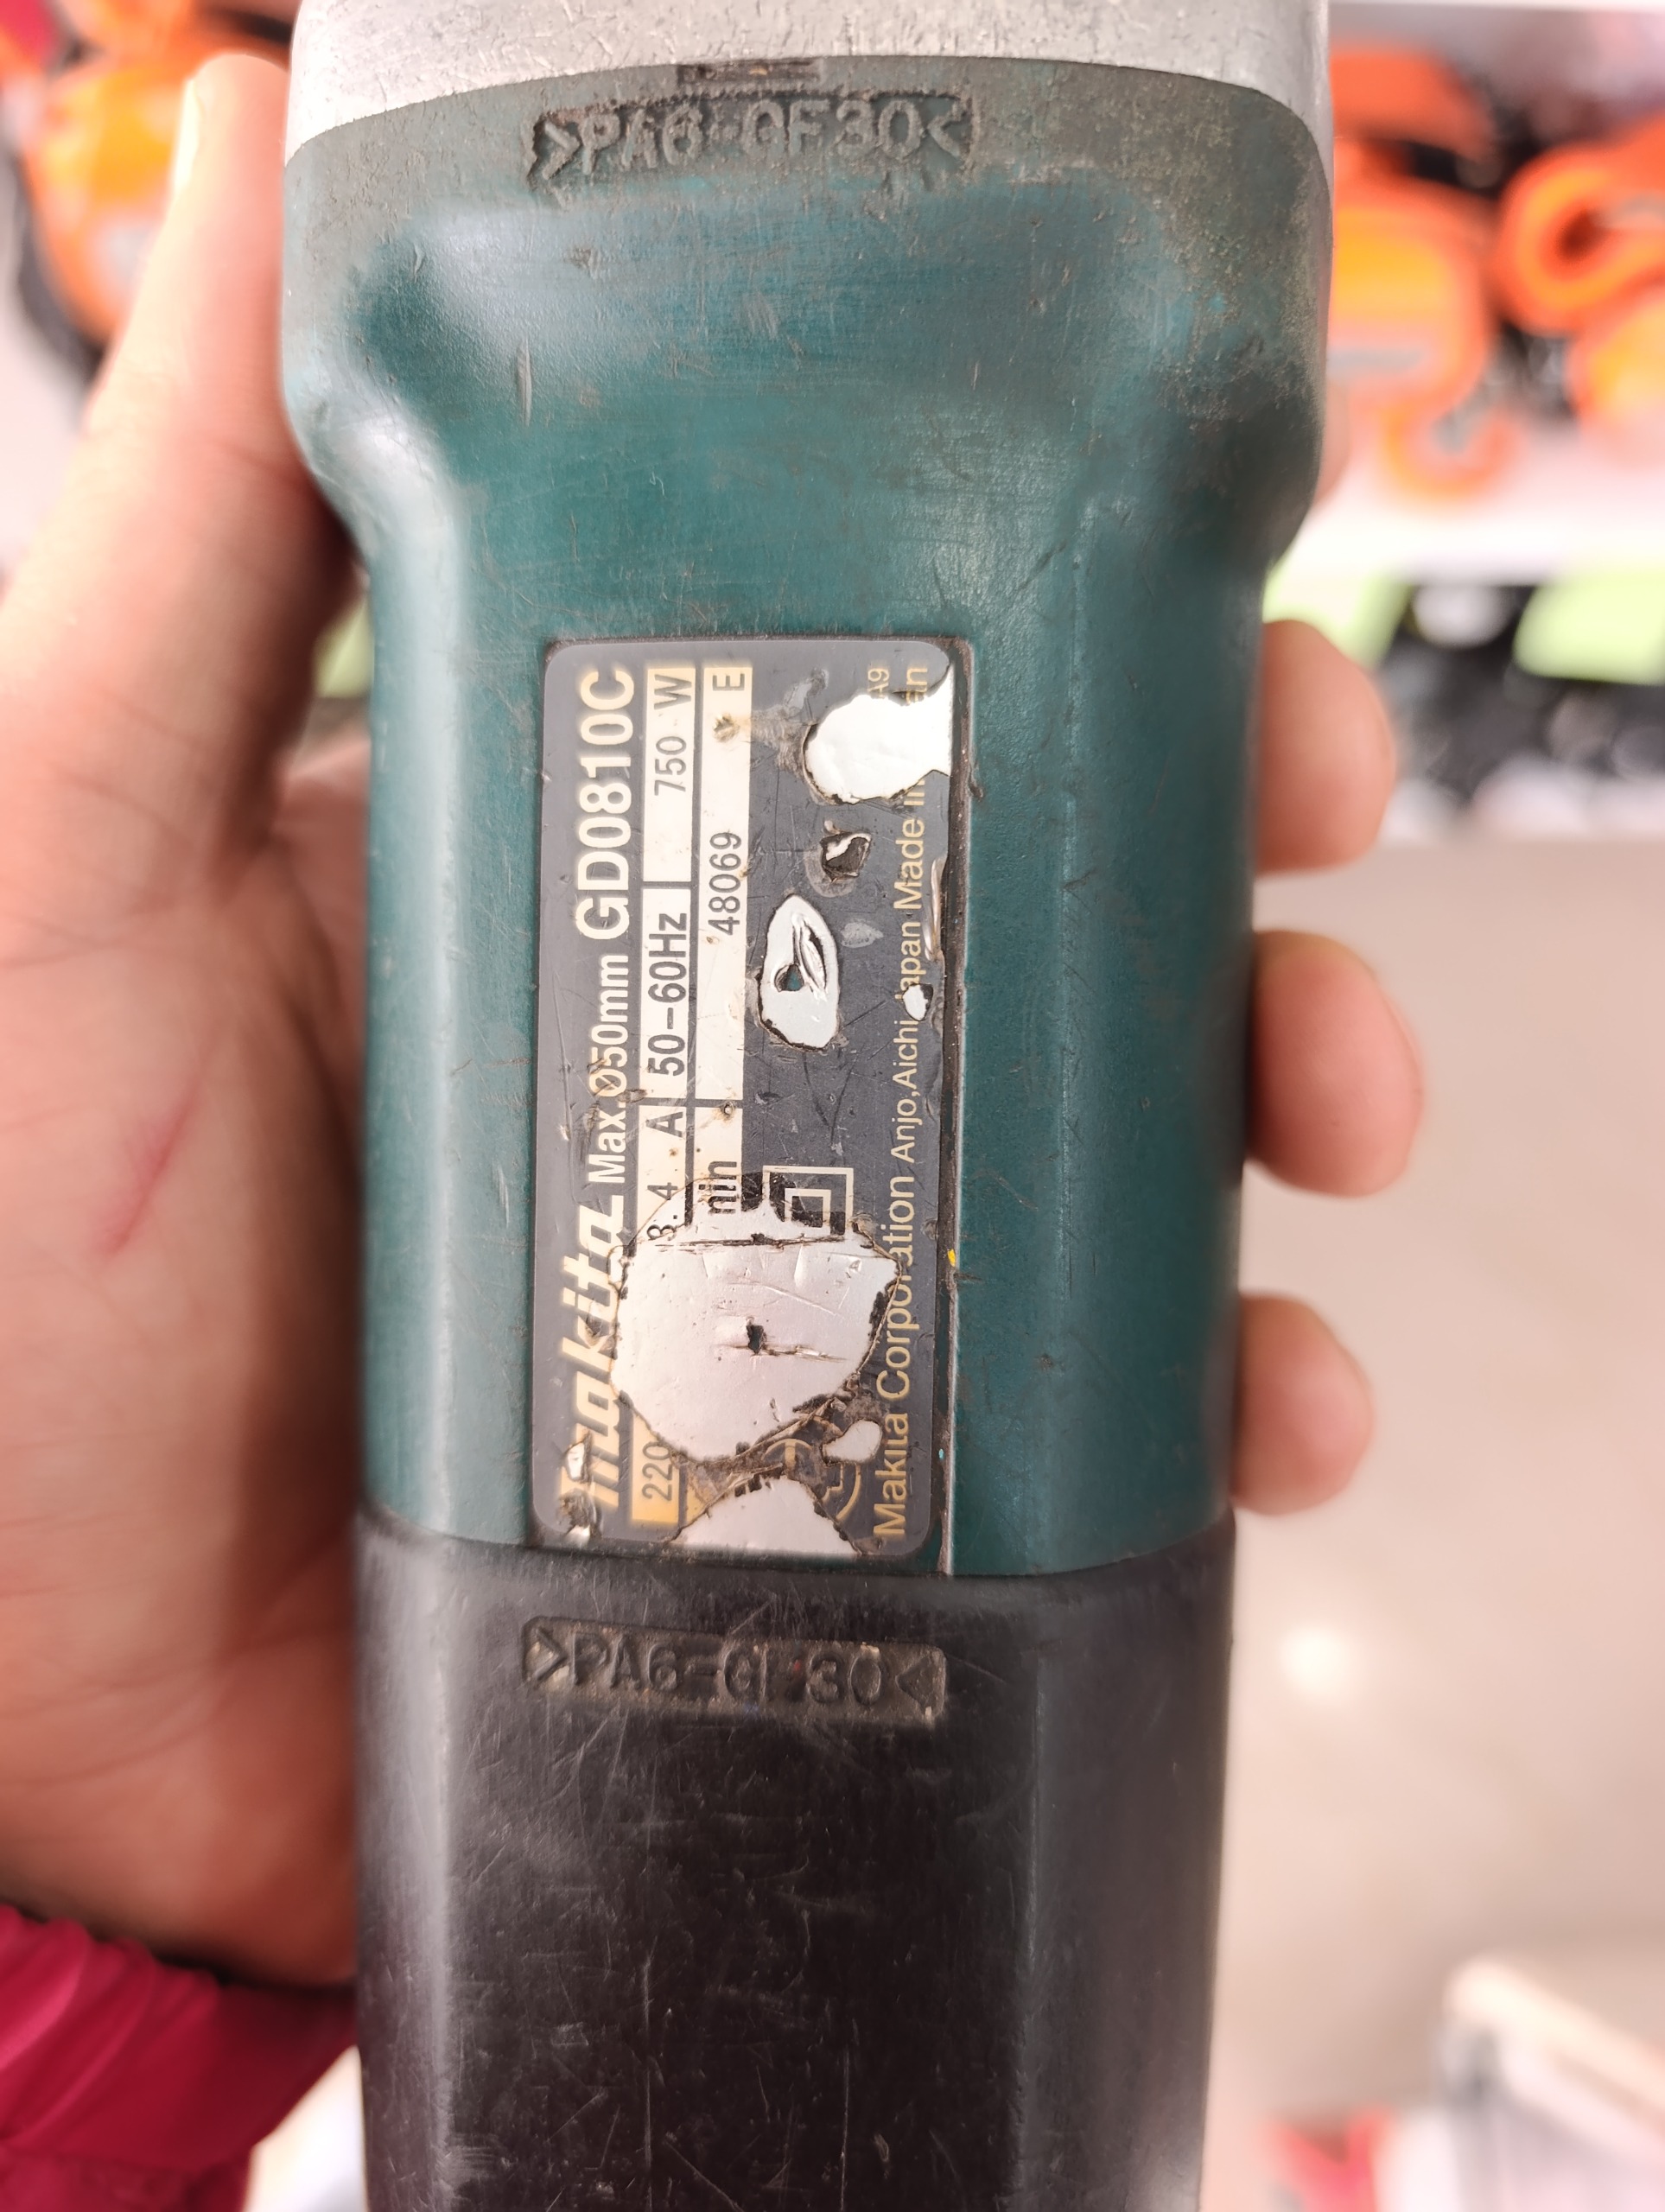 >PA6-GF30<
makita Max.Ø50mm GD0810C
220 3.4 A 50-60Hz 750 W
48069 E
Makita Corporation Anjo,Aichi Japan Made in
>PA6-GF30<